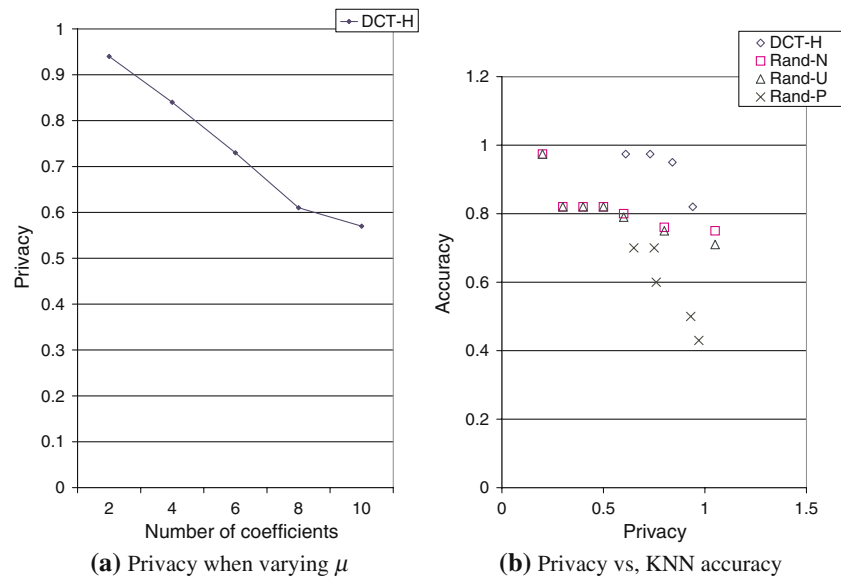 DCT-H
1
0.9
0.8
0.7
0.6
0.5
0.4
0.3
0.2
0.1
0
Privacy
2 4 6 8 10
Number of coefficients
(a) Privacy when varying μ
DCT-H
Rand-N
Rand-U
Rand-P
1.2
1
0.8
0.6
0.4
0.2
0
Accuracy
0 0.5 1 1.5
Privacy
(b) Privacy vs, KNN accuracy